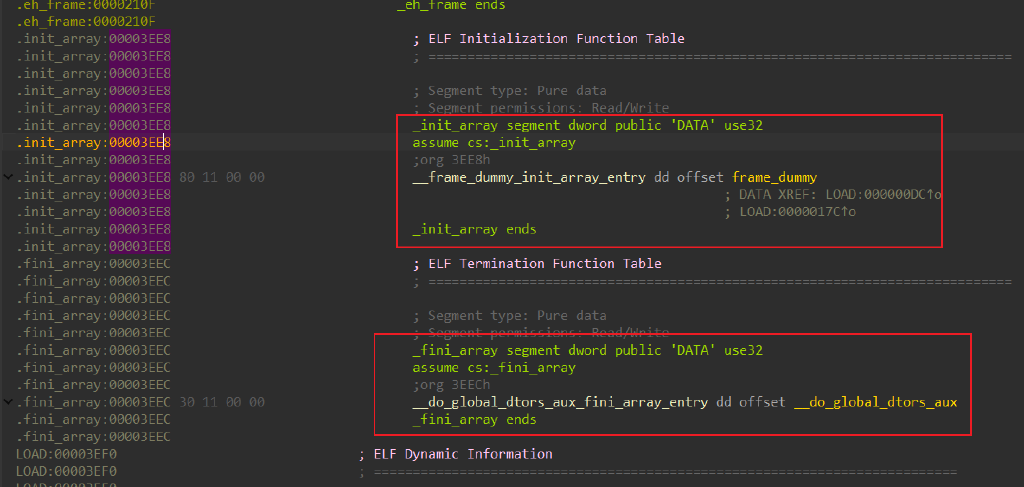 .eh_frame:0000210F _eh_frame ends
.eh_frame:0000210F
.init_array:00003EE8 ; ELF Initialization Function Table
.init_array:00003EE8 ; ===========================================================================
.init_array:00003EE8
.init_array:00003EE8 ; Segment type: Pure data
.init_array:00003EE8 ; Segment permissions: Read/Write
.init_array:00003EE8 _init_array segment dword public 'DATA' use32
.init_array:00003EE8 assume cs:_init_array
.init_array:00003EE8 ;org 3EE8h
.init_array:00003EE8 80 11 00 00 __frame_dummy_init_array_entry dd offset frame_dummy
.init_array:00003EE8 ; DATA XREF: LOAD:000000DC↑o
.init_array:00003EE8 ; LOAD:0000017C↑o
.init_array:00003EE8 _init_array ends
.init_array:00003EE8
.fini_array:00003EEC ; ELF Termination Function Table
.fini_array:00003EEC ; ===========================================================================
.fini_array:00003EEC
.fini_array:00003EEC ; Segment type: Pure data
.fini_array:00003EEC ; Segment permissions: Read/Write
.fini_array:00003EEC _fini_array segment dword public 'DATA' use32
.fini_array:00003EEC assume cs:_fini_array
.fini_array:00003EEC ;org 3EECh
.fini_array:00003EEC 30 11 00 00 __do_global_dtors_aux_fini_array_entry dd offset __do_global_dtors_aux
.fini_array:00003EEC _fini_array ends
.fini_array:00003EEC
LOAD:00003EF0 ; ELF Dynamic Information
LOAD:00003EF0 ; ===========================================================================
LOAD:00003EF0